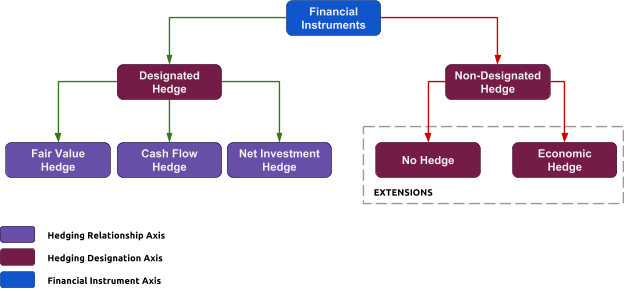 Financial
Instruments
Designated
Hedge
Non-Designated
Hedge
Fair Value
Hedge
Cash Flow
Hedge
Net Investment
Hedge
No Hedge
Economic
Hedge
EXTENSIONS
Hedging Relationship Axis
Hedging Designation Axis
Financial Instrument Axis